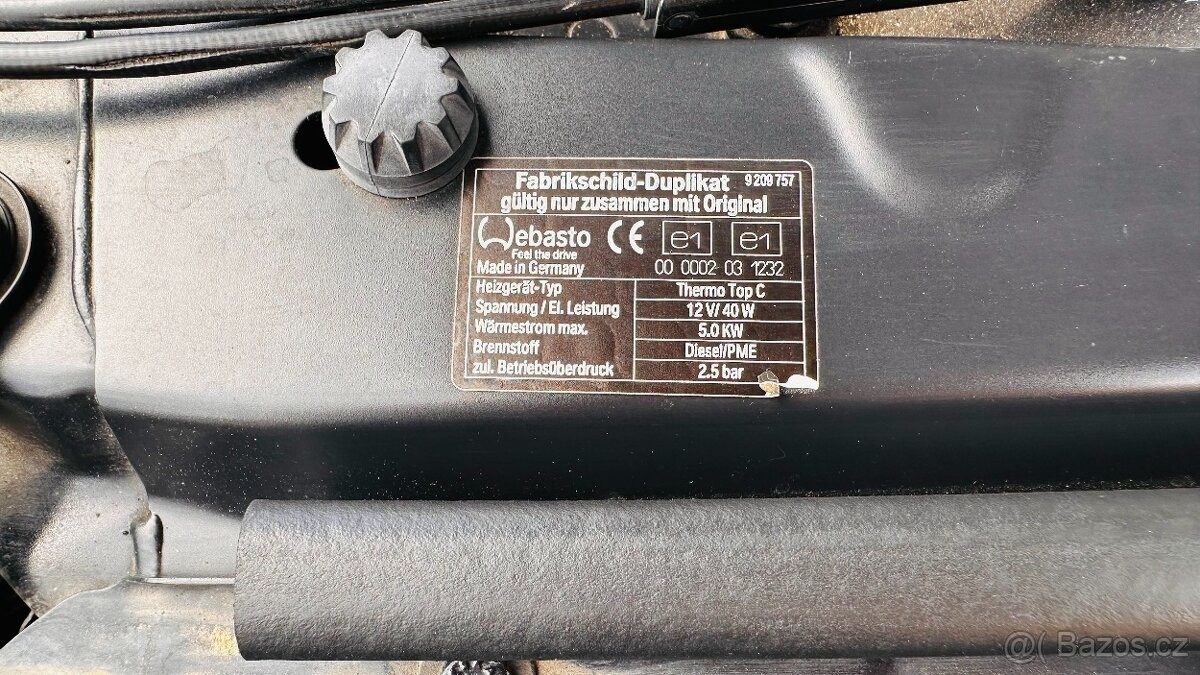 Fabrikschild-Duplikat 9 209 757
gültig nur zusammen mit Original
Webasto CE e1 e1
Feel the drive
Made in Germany 00 0002 03 1232
Heizgerät-Typ Thermo Top C
Spannung / El. Leistung 12 V/ 40 W
Wärmestrom max. 5.0 KW
Brennstoff Diesel/PME
zul. Betriebsüberdruck 2.5 bar
Bazos.cz